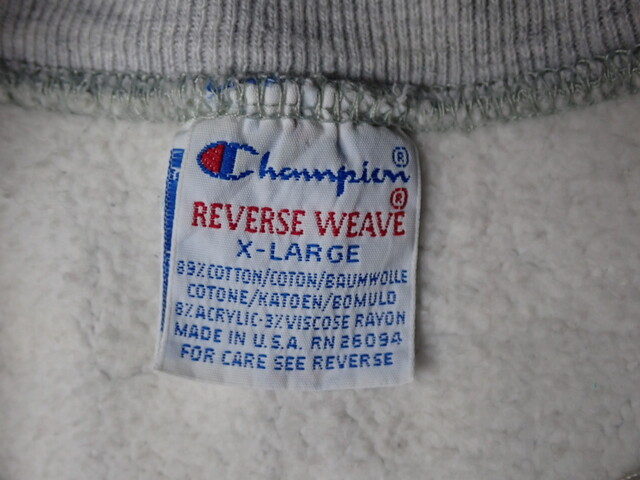 Champion®
REVERSE WEAVE®
X-LARGE
89% COTTON/COTON/BAUMWOLLE
COTONE/KATOEN/BOMULD
8% ACRYLIC-3% VISCOSE RAYON
MADE IN U.S.A. RN 26094
FOR CARE SEE REVERSE